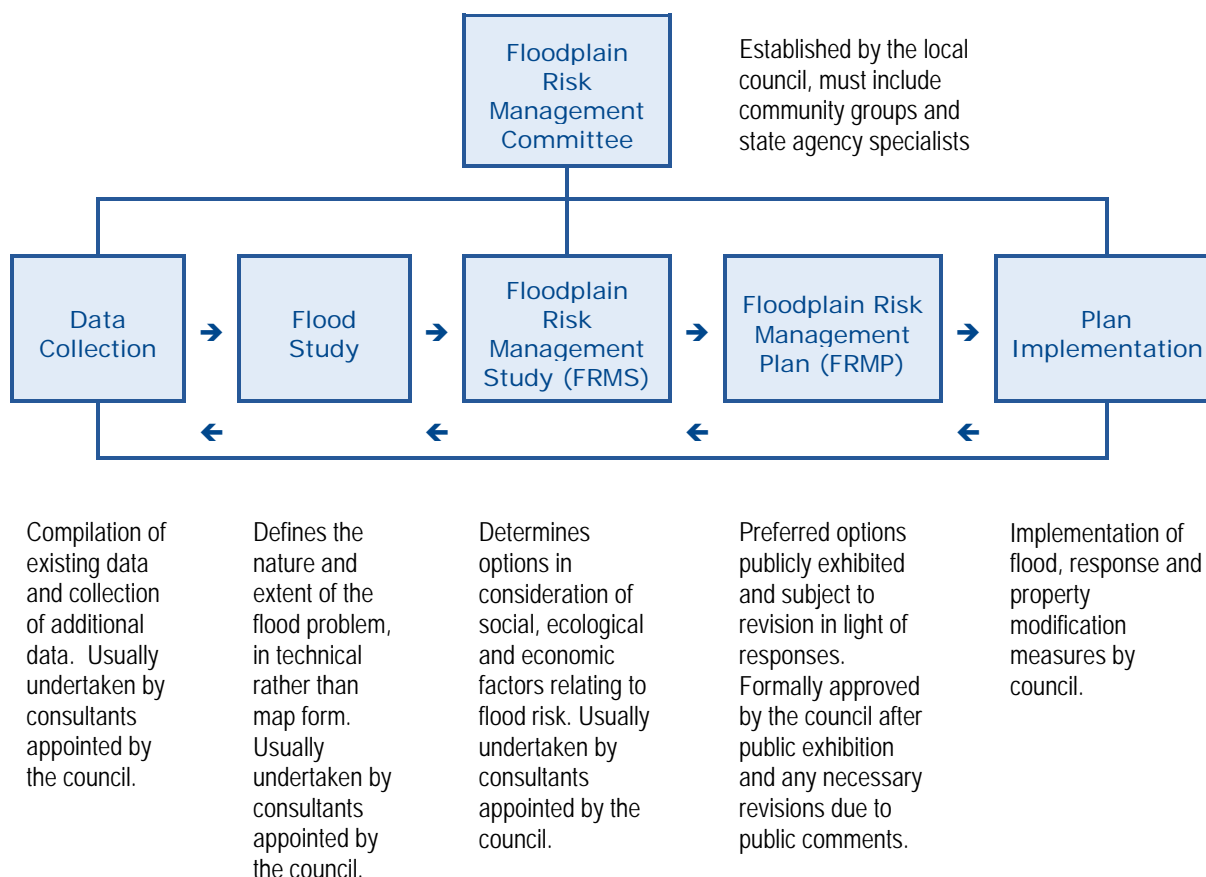 Floodplain
Risk
Management
Committee
Established by the local
council, must include
community groups and
state agency specialists
Data
Collection
➔
Flood
Study
➔
Floodplain
Risk
Management
Study (FRMS)
➔
Floodplain Risk
Management
Plan (FRMP)
➔
Plan
Implementation
Compilation of
existing data
and collection
of additional
data. Usually
undertaken by
consultants
appointed by
the council.
Defines the
nature and
extent of the
flood problem,
in technical
rather than
map form.
Usually
undertaken by
consultants
appointed by
the council.
Determines
options in
consideration of
social, ecological
and economic
factors relating to
flood risk. Usually
undertaken by
consultants
appointed by the
council.
Preferred options
publicly exhibited
and subject to
revision in light of
responses.
Formally approved
by the council after
public exhibition
and any necessary
revisions due to
public comments.
Implementation of
flood, response and
property
modification
measures by
council.